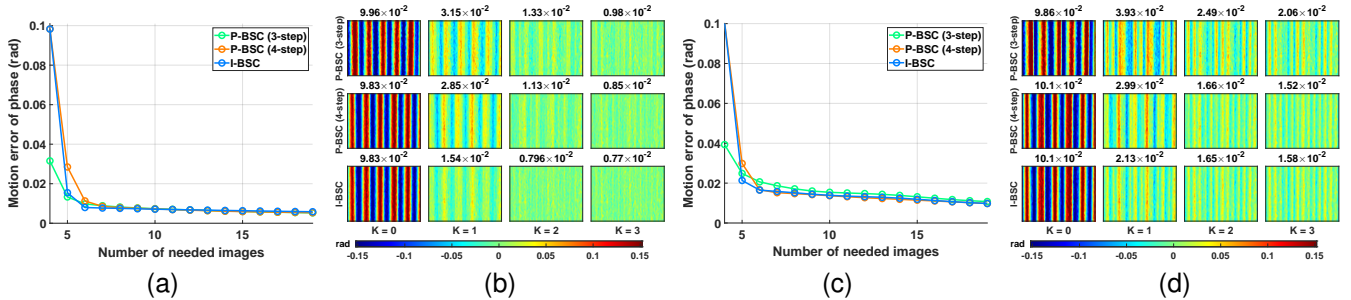 0.1
0.08
0.06
0.04
0.02
0
5
10
15
Motion error of phase (rad)
Number of needed images
P-BSC (3-step)
P-BSC (4-step)
I-BSC
(a)
9.96×10⁻² 3.15×10⁻² 1.33×10⁻² 0.98×10⁻²
P-BSC (3-step)
9.83×10⁻² 2.85×10⁻² 1.13×10⁻² 0.85×10⁻²
P-BSC (4-step)
9.83×10⁻² 1.54×10⁻² 0.796×10⁻² 0.77×10⁻²
I-BSC
K = 0 K = 1 K = 2 K = 3
rad
-0.1 -0.05 0 0.05 0.1 0.15
(b)
0.1
0.08
0.06
0.04
0.02
0
5
10
15
Motion error of phase (rad)
Number of needed images
P-BSC (3-step)
P-BSC (4-step)
I-BSC
(c)
9.86×10⁻² 3.93×10⁻² 2.49×10⁻² 2.06×10⁻²
P-BSC (3-step)
10.1×10⁻² 2.99×10⁻² 1.66×10⁻² 1.52×10⁻²
P-BSC (4-step)
10.1×10⁻² 2.13×10⁻² 1.65×10⁻² 1.58×10⁻²
I-BSC
K = 0 K = 1 K = 2 K = 3
rad
-0.1 -0.05 0 0.05 0.1 0.15
(d)